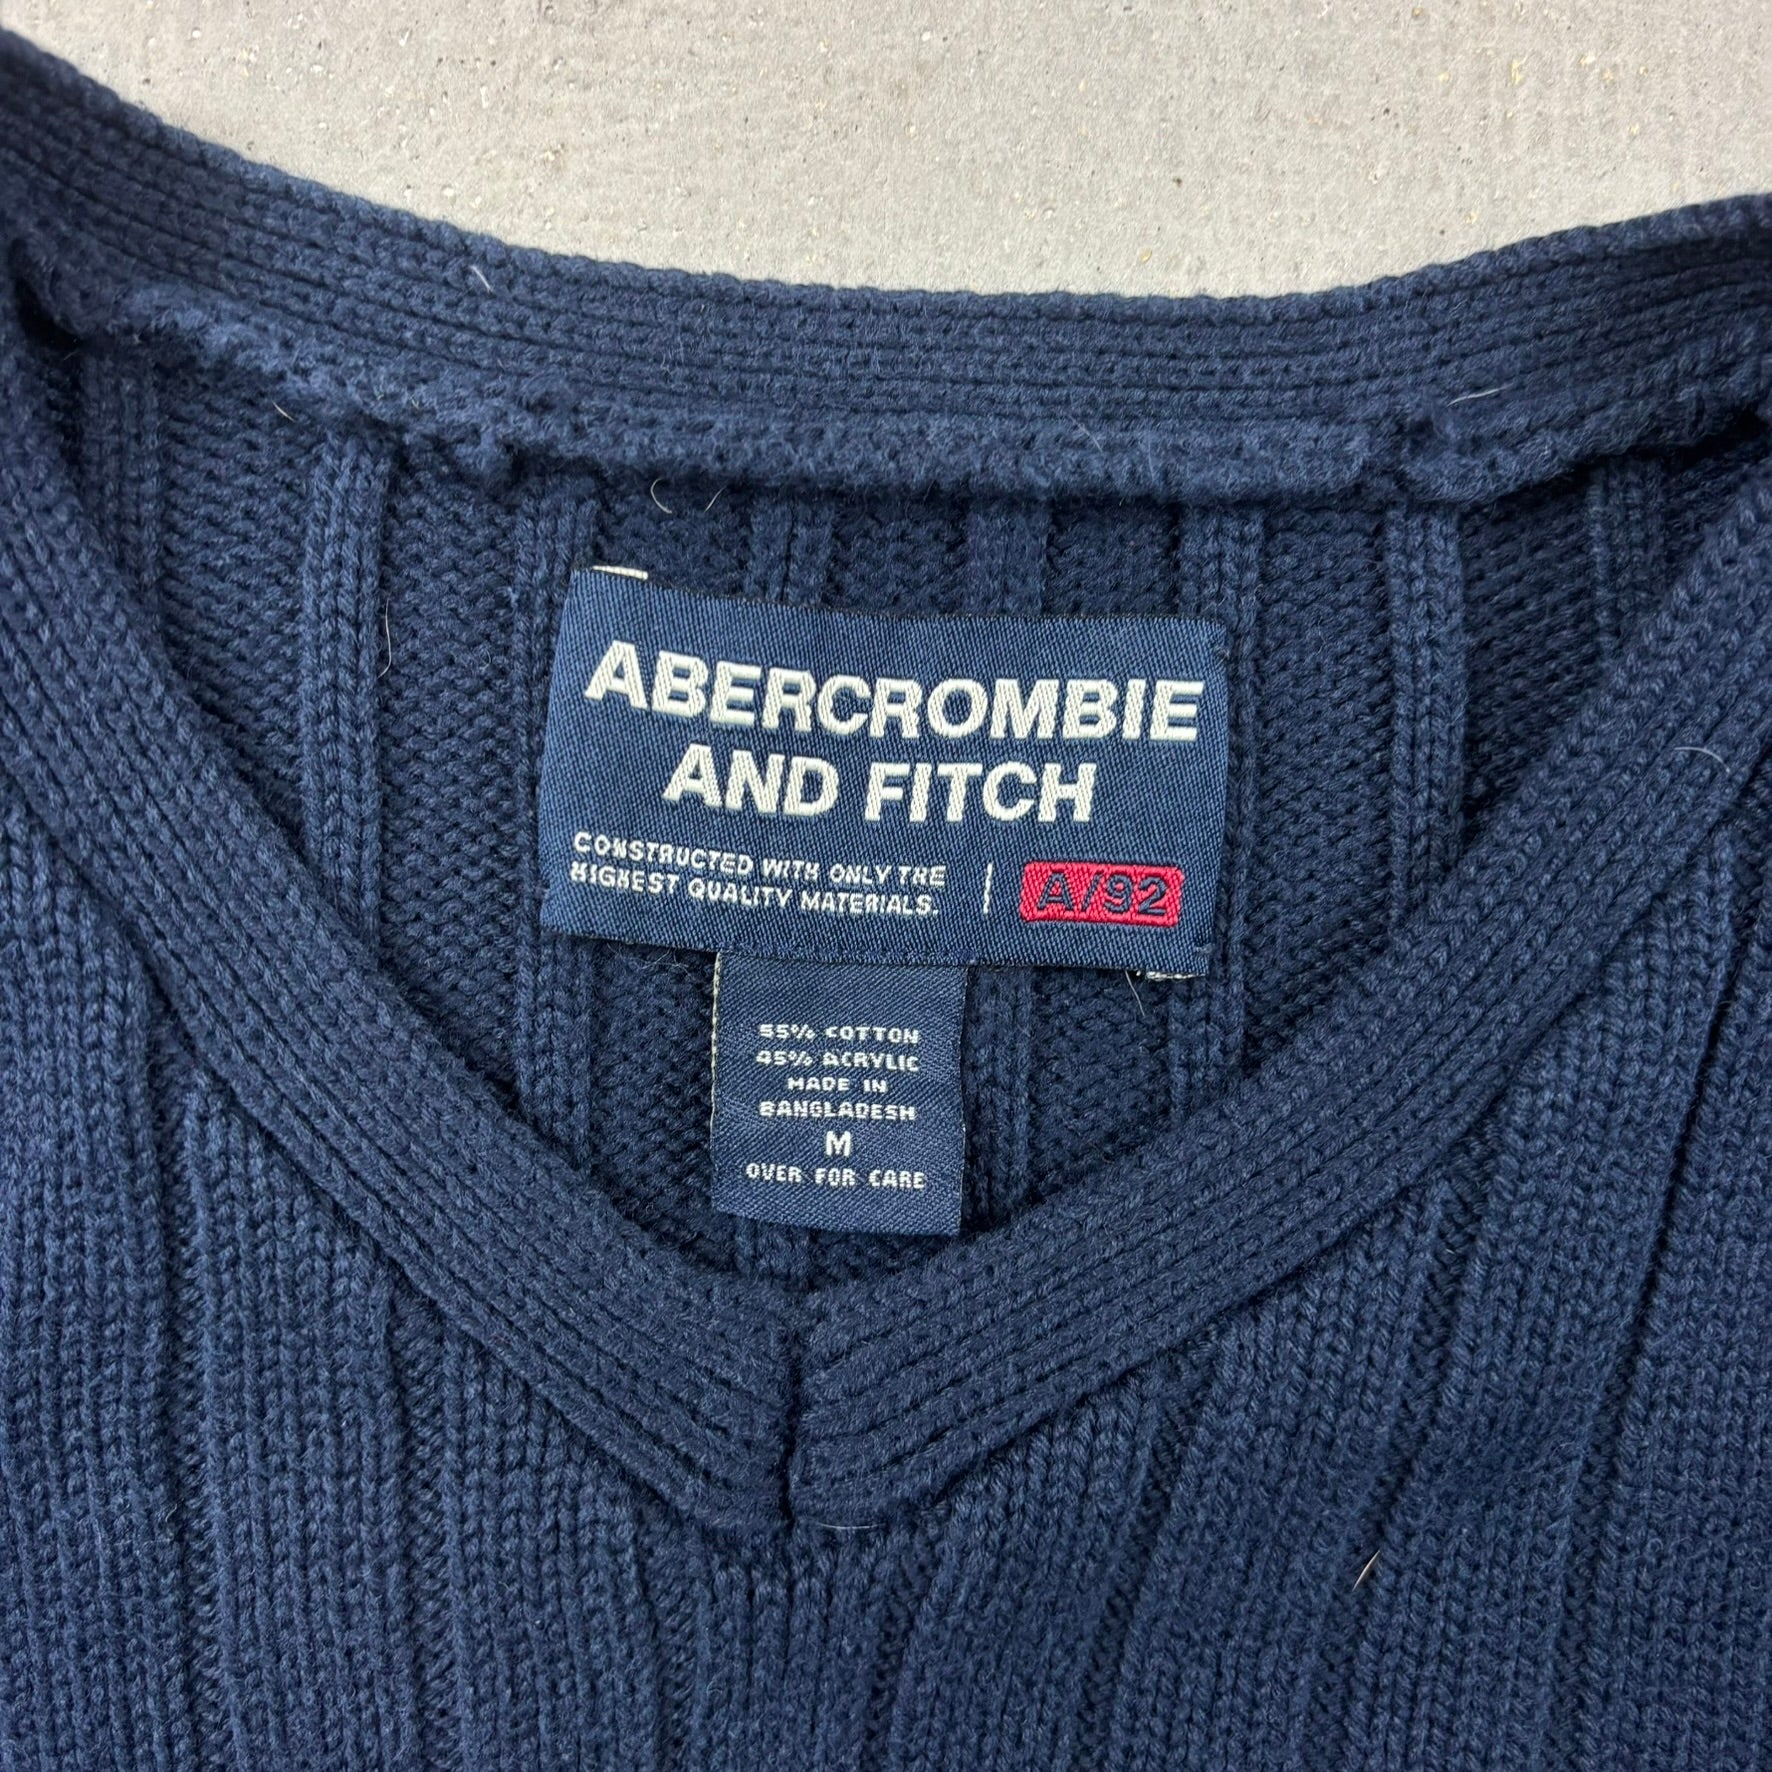 ABERCROMBIE
AND FITCH
CONSTRUCTED WITH ONLY THE
HIGHEST QUALITY MATERIALS.
A/92
55% COTTON
45% ACRYLIC
MADE IN
BANGLADESH
M
OVER FOR CARE